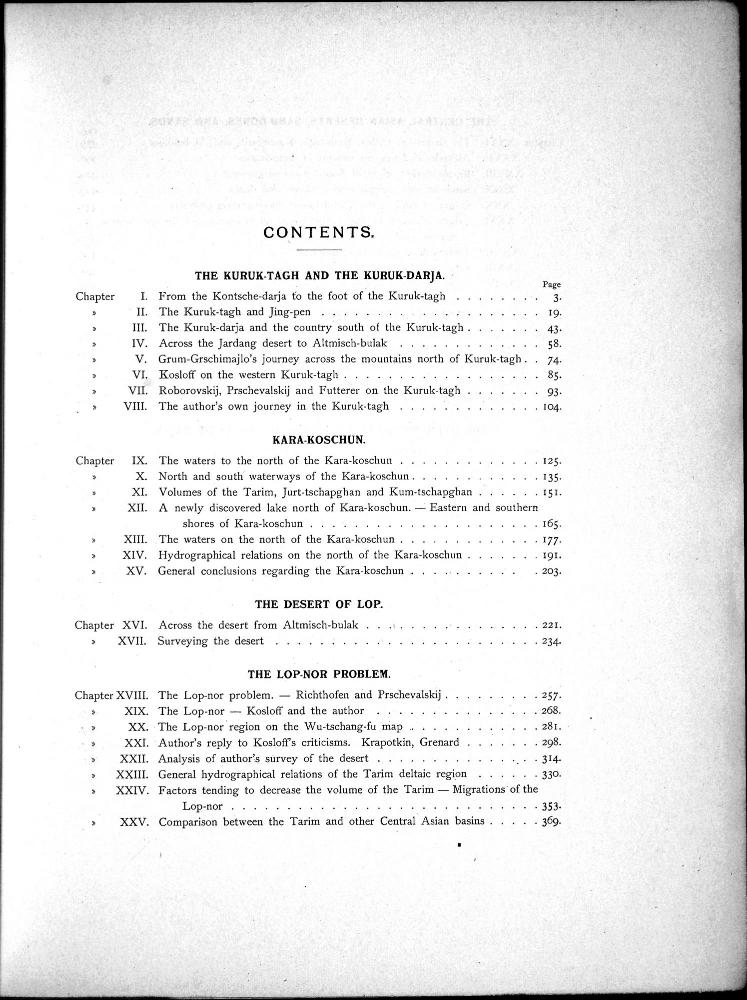 CONTENTS.
THE KURUK-TAGH AND THE KURUK-DARJA.
Page
Chapter I. From the Kontsche-darja to the foot of the Kuruk-tagh . . . . . . . . 3.
» II. The Kuruk-tagh and Jing-pen . . . . . . . . . . . . . . . . . . . 19.
» III. The Kuruk-darja and the country south of the Kuruk-tagh . . . . . . . 43.
» IV. Across the Jardang desert to Altmisch-bulak . . . . . . . . . . . . . 58.
» V. Grum-Grschimajlo's journey across the mountains north of Kuruk-tagh . . 74.
» VI. Kosloff on the western Kuruk-tagh . . . . . . . . . . . . . . . . . 85.
» VII. Roborovskij, Prschevalskij and Futterer on the Kuruk-tagh . . . . . . . 93.
» VIII. The author's own journey in the Kuruk-tagh . . . . . . . . . . . . . 104.
KARA-KOSCHUN.
Chapter IX. The waters to the north of the Kara-koschun . . . . . . . . . . . . . 125.
» X. North and south waterways of the Kara-koschun . . . . . . . . . . . . 135.
» XI. Volumes of the Tarim, Jurt-tschapghan and Kum-tschapghan . . . . . . 151.
» XII. A newly discovered lake north of Kara-koschun. — Eastern and southern
shores of Kara-koschun . . . . . . . . . . . . . . . . . . . . 165.
» XIII. The waters on the north of the Kara-koschun . . . . . . . . . . . . . 177.
» XIV. Hydrographical relations on the north of the Kara-koschun . . . . . . . 191.
» XV. General conclusions regarding the Kara-koschun . . . . . . . . . . . 203.
THE DESERT OF LOP.
Chapter XVI. Across the desert from Altmisch-bulak . . . . . . . . . . . . . . . . 221.
» XVII. Surveying the desert . . . . . . . . . . . . . . . . . . . . . . . 234.
THE LOP-NOR PROBLEM.
Chapter XVIII. The Lop-nor problem. — Richthofen and Prschevalskij . . . . . . . . . 257.
» XIX. The Lop-nor — Kosloff and the author . . . . . . . . . . . . . . . 268.
» XX. The Lop-nor region on the Wu-tschang-fu map . . . . . . . . . . . . 281.
» XXI. Author's reply to Kosloff's criticisms. Krapotkin, Grenard . . . . . . . 298.
» XXII. Analysis of author's survey of the desert . . . . . . . . . . . . . . . 314.
» XXIII. General hydrographical relations of the Tarim deltaic region . . . . . . 330.
» XXIV. Factors tending to decrease the volume of the Tarim — Migrations of the
Lop-nor . . . . . . . . . . . . . . . . . . . . . . . . . . . 353.
» XXV. Comparison between the Tarim and other Central Asian basins . . . . . 369.